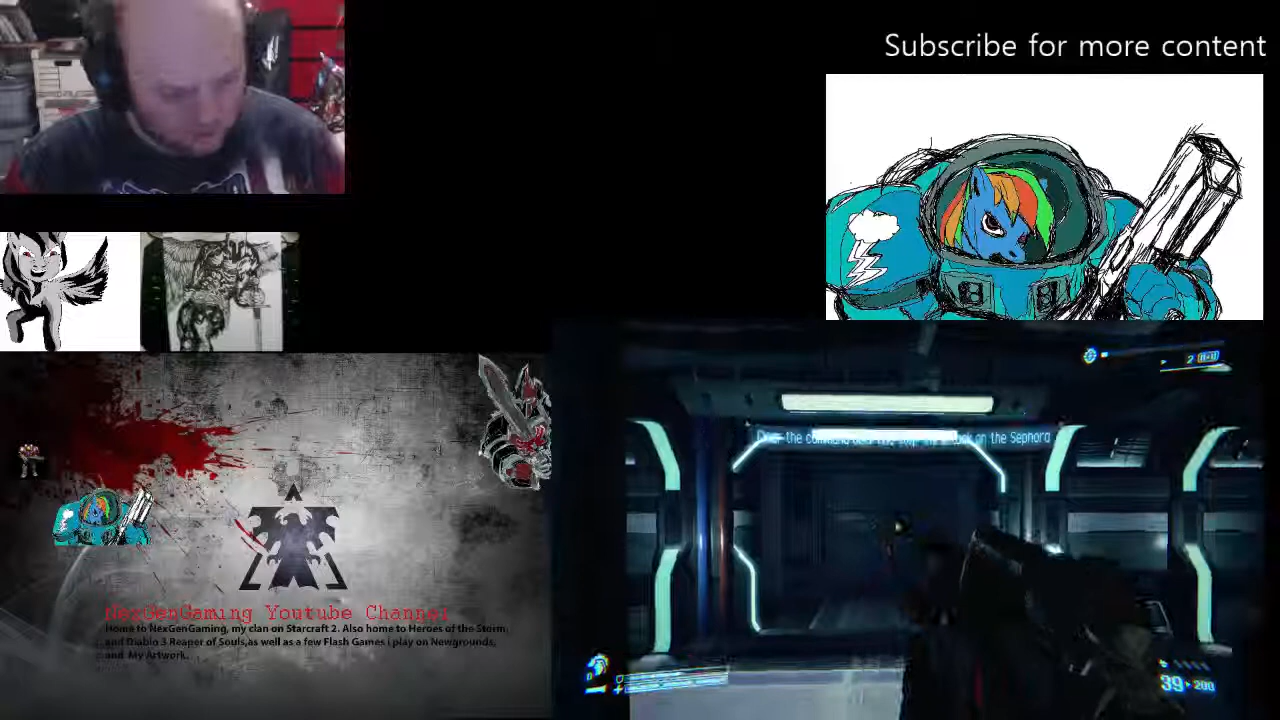 Subscribe for more content
2
on the Sephora
NexGenGaming Youtube Channel
Home to NexGenGaming, my clan on Starcraft 2. Also home to Heroes of the Storm,
and Diablo 3 Reaper of Souls,as well as a few Flash Games i play on Newgrounds,
and My Artwork.
39 200